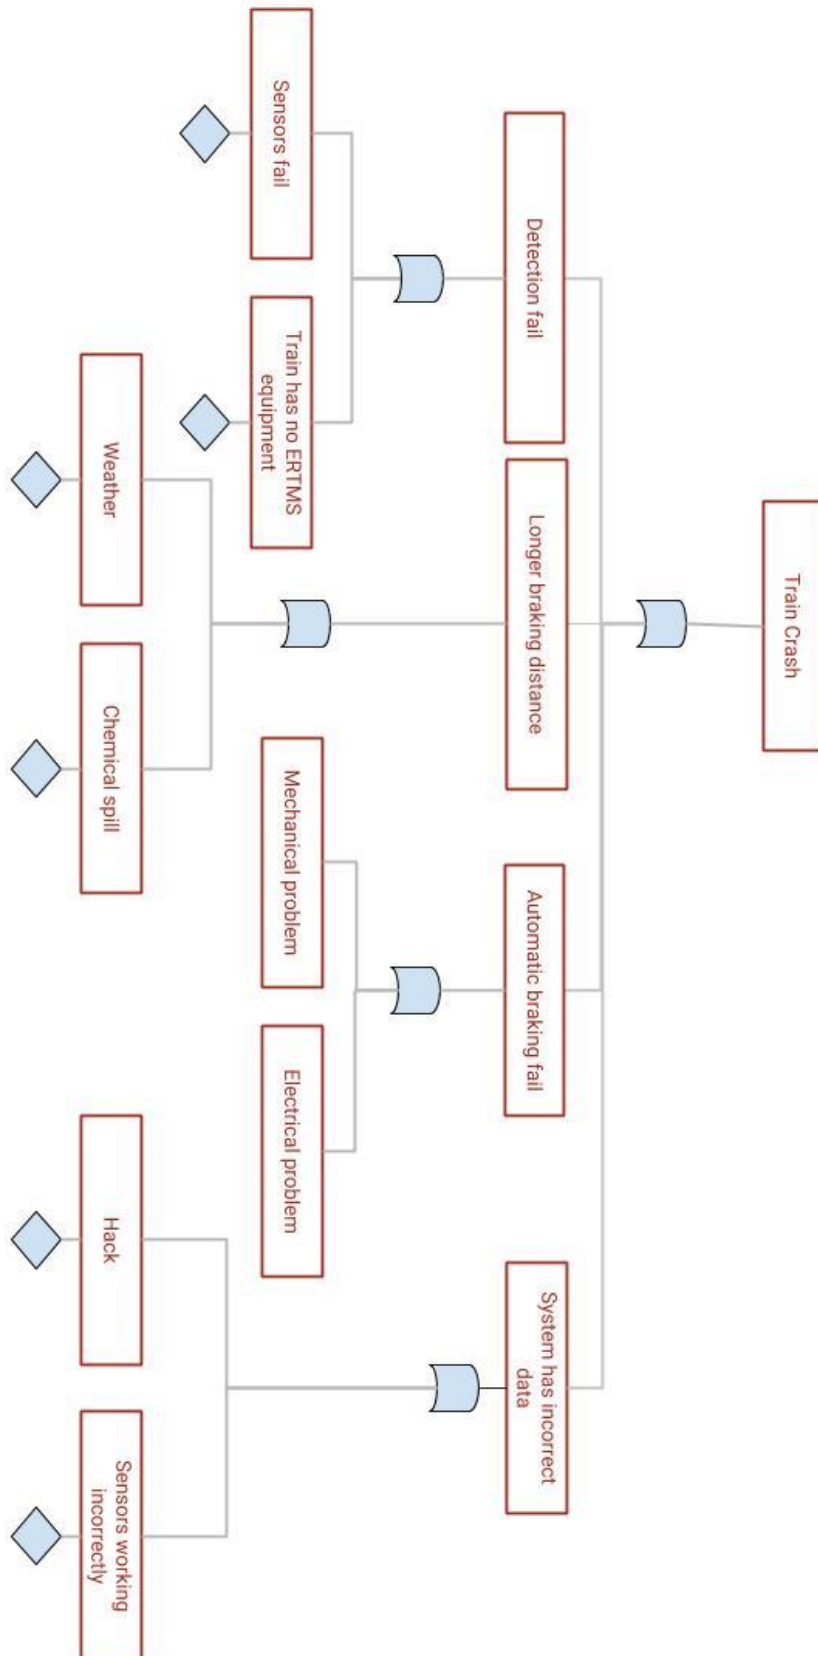 Train Crash
Detection fail
Longer braking distance
Automatic braking fail
System has incorrect
data
Sensors fail
Train has no ERTMS
equipment
Mechanical problem
Electrical problem
Weather
Chemical spill
Hack
Sensors working
incorrectly